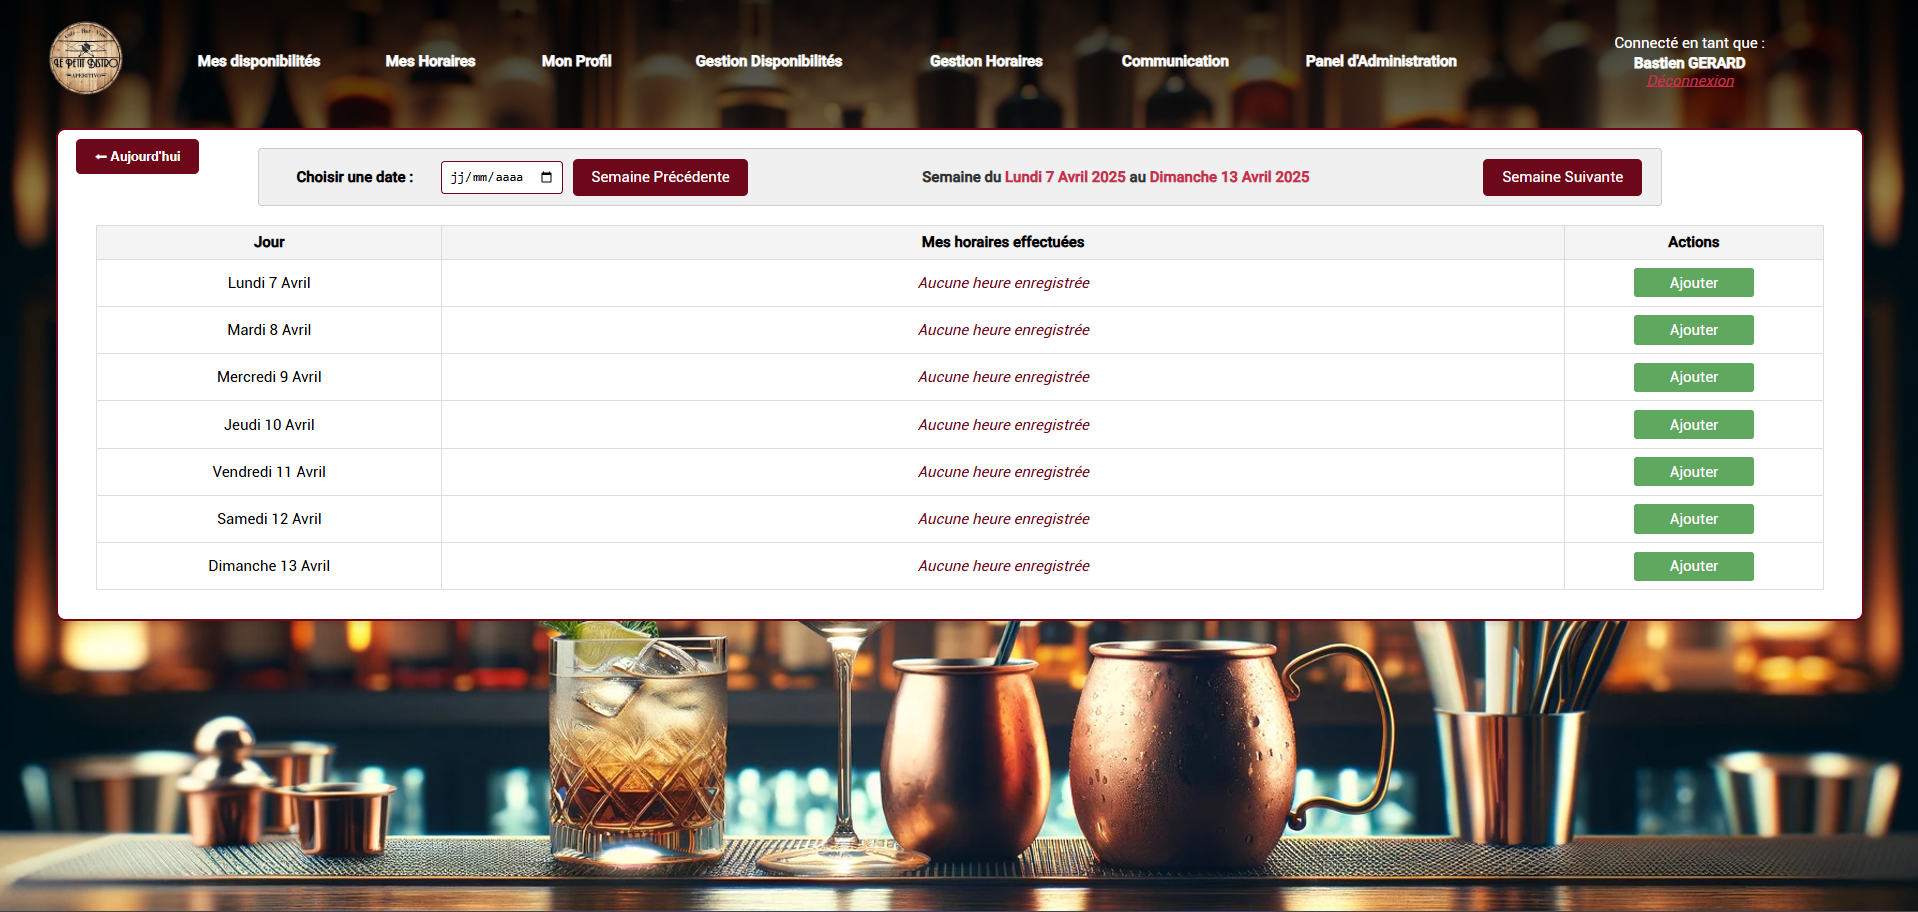 LE PETIT BISTRO
Mes disponibilités
Mes Horaires
Mon Profil
Gestion Disponibilités
Gestion Horaires
Communication
Panel d'Administration
Connecté en tant que :
Bastien GERARD
Déconnexion
← Aujourd'hui
Choisir une date :
jj/mm/aaaa
Semaine Précédente
Semaine du Lundi 7 Avril 2025 au Dimanche 13 Avril 2025
Semaine Suivante
Jour Mes horaires effectuées Actions
Lundi 7 Avril Aucune heure enregistrée Ajouter
Mardi 8 Avril Aucune heure enregistrée Ajouter
Mercredi 9 Avril Aucune heure enregistrée Ajouter
Jeudi 10 Avril Aucune heure enregistrée Ajouter
Vendredi 11 Avril Aucune heure enregistrée Ajouter
Samedi 12 Avril Aucune heure enregistrée Ajouter
Dimanche 13 Avril Aucune heure enregistrée Ajouter